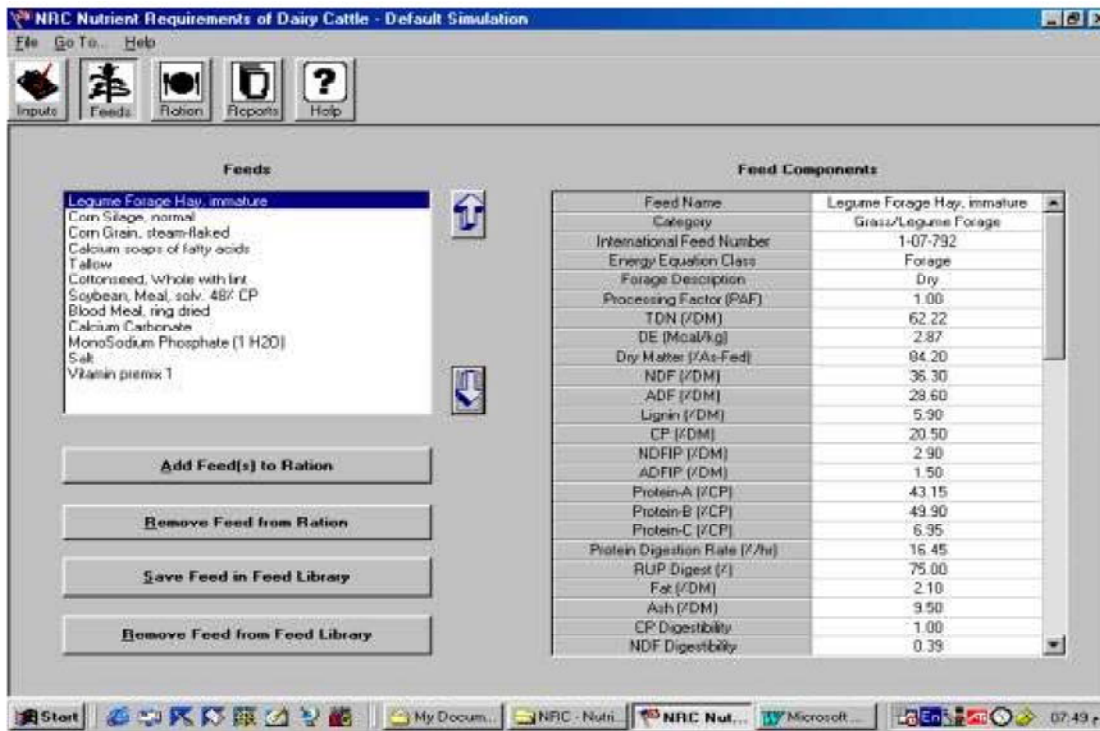 NRC Nutrient Requirements of Dairy Cattle - Default Simulation
File Go To... Help
Inputs Feeds Ration Reports Help
Feeds
Legume Forage Hay, immature
Corn Silage, normal
Corn Grain, steam-flaked
Calcium soaps of fatty acids
Tallow
Cottonseed, Whole with lint
Soybean, Meal, solv. 48% CP
Blood Meal, ring dried
Calcium Carbonate
MonoSodium Phosphate (1 H2O)
Salt
Vitamin premix 1
Add Feed(s) to Ration
Remove Feed from Ration
Save Feed in Feed Library
Remove Feed from Feed Library
Feed Components
Feed Name Legume Forage Hay, immature
Category Grass/Legume Forage
International Feed Number 1-07-792
Energy Equation Class Forage
Forage Description Dry
Processing Factor (PAF) 1.00
TDN (%DM) 62.22
DE (Mcal/kg) 2.87
Dry Matter (%As-Fed) 84.20
NDF (%DM) 36.30
ADF (%DM) 28.60
Lignin (%DM) 5.90
CP (%DM) 20.50
NDFIP (%DM) 2.90
ADFIP (%DM) 1.50
Protein-A (%CP) 43.15
Protein-B (%CP) 49.90
Protein-C (%CP) 6.95
Protein Digestion Rate (%/hr) 16.45
RUP Digest (%) 75.00
Fat (%DM) 2.10
Ash (%DM) 9.50
CP Digestibility 1.00
NDF Digestibility 0.39
Start My Docum... NRC - Nutri... NRC Nut... Microsoft ... En 07:49 م